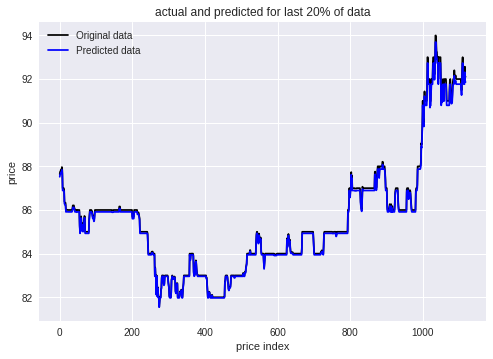 actual and predicted for last 20% of data
Original data
Predicted data
94
92
90
88
86
84
82
price
0
200
400
600
800
1000
price index